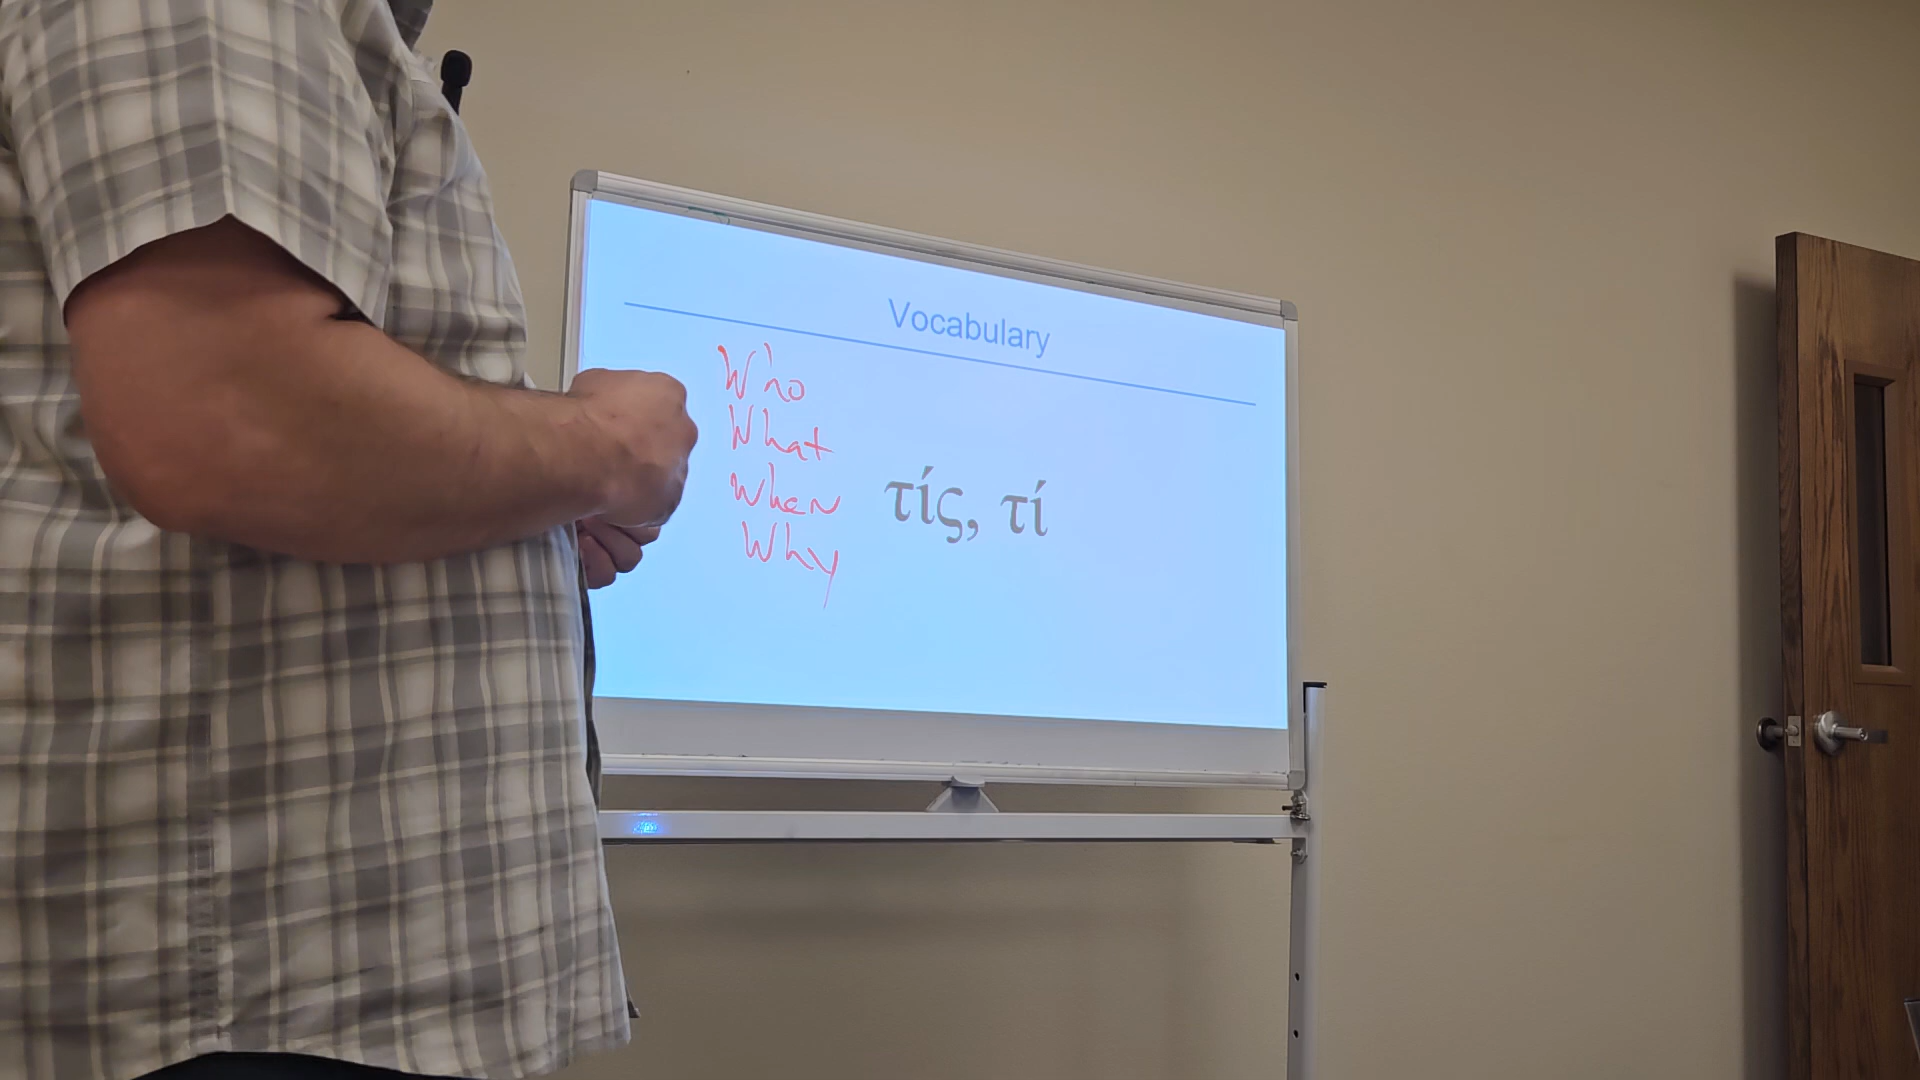 Vocabulary
Who
What
When
Why
τίς, τί